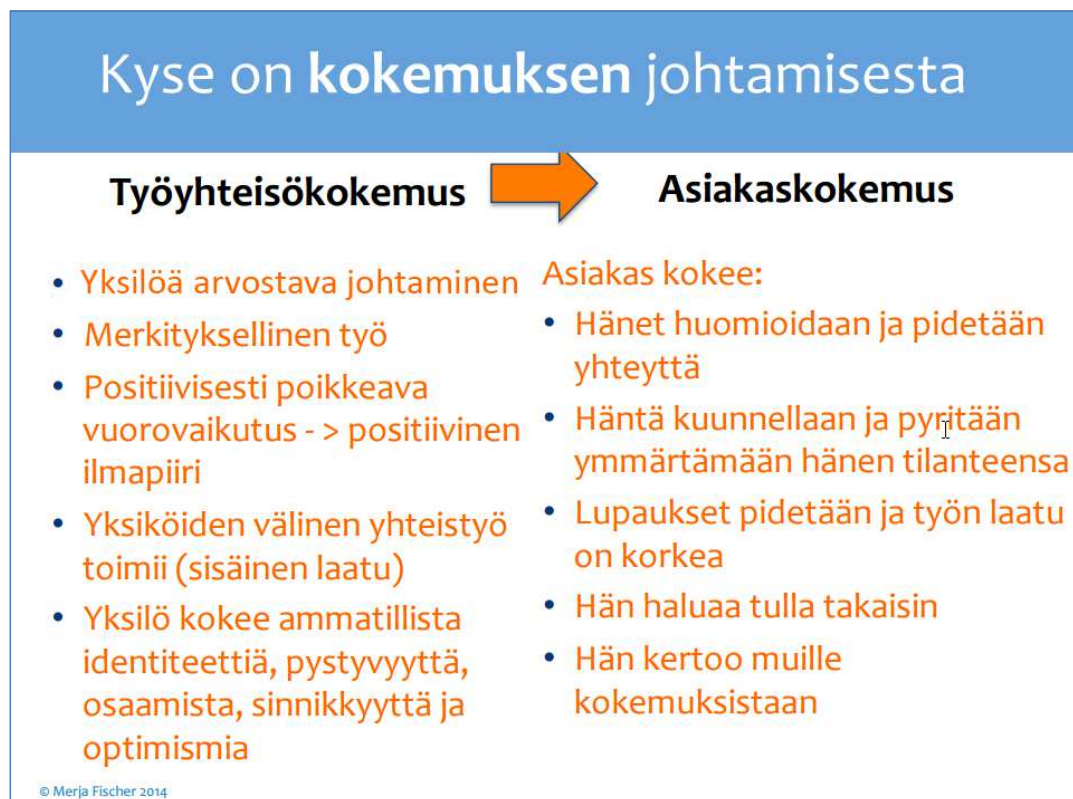 Kyse on kokemuksen johtamisesta
Työyhteisökokemus
Asiakaskokemus
• Yksilöä arvostava johtaminen
• Merkityksellinen työ
• Positiivisesti poikkeava
vuorovaikutus - > positiivinen
ilmapiiri
• Yksiköiden välinen yhteistyö
toimii (sisäinen laatu)
• Yksilö kokee ammatillista
identiteettiä, pystyvyyttä,
osaamista, sinnikkyyttä ja
optimismia
Asiakas kokee:
• Hänet huomioidaan ja pidetään
yhteyttä
• Häntä kuunnellaan ja pyritään
ymmärtämään hänen tilanteensa
• Lupaukset pidetään ja työn laatu
on korkea
• Hän haluaa tulla takaisin
• Hän kertoo muille
kokemuksistaan
© Merja Fischer 2014